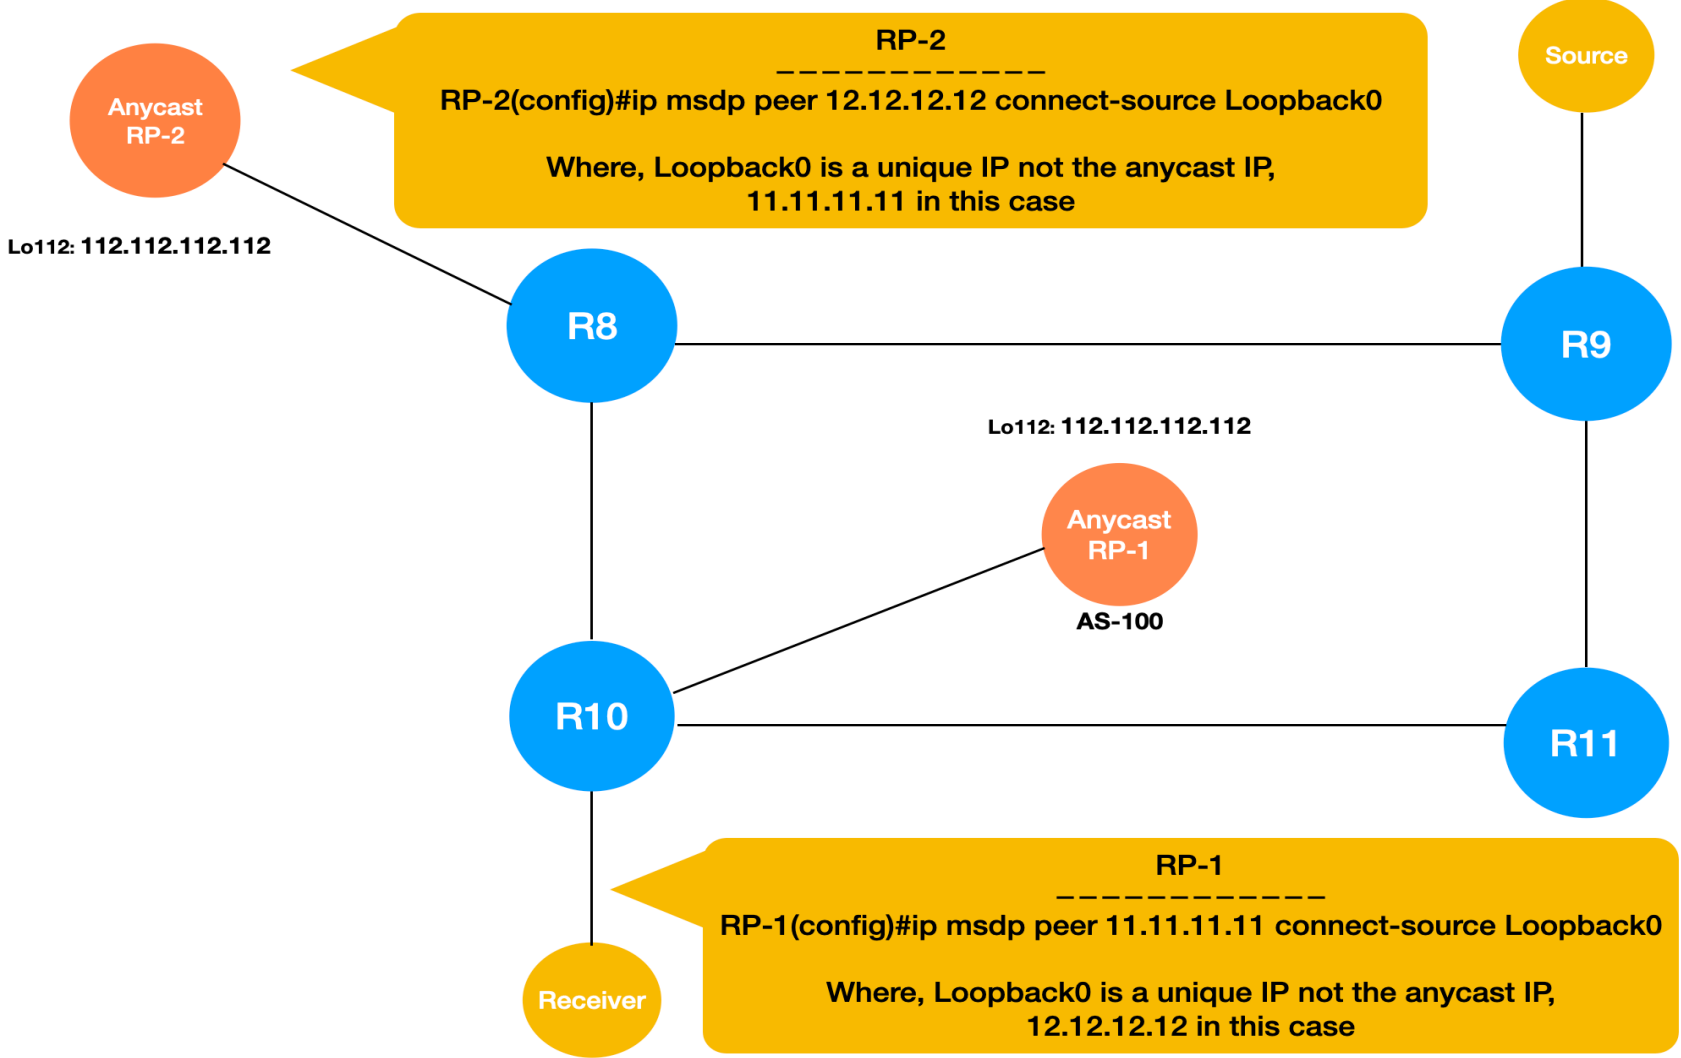 RP-2
____________
RP-2(config)#ip msdp peer 12.12.12.12 connect-source Loopback0
Where, Loopback0 is a unique IP not the anycast IP,
11.11.11.11 in this case
Source
Anycast
RP-2
Lo112: 112.112.112.112
R8
R9
Lo112: 112.112.112.112
Anycast
RP-1
AS-100
R10
R11
RP-1
____________
RP-1(config)#ip msdp peer 11.11.11.11 connect-source Loopback0
Where, Loopback0 is a unique IP not the anycast IP,
12.12.12.12 in this case
Receiver